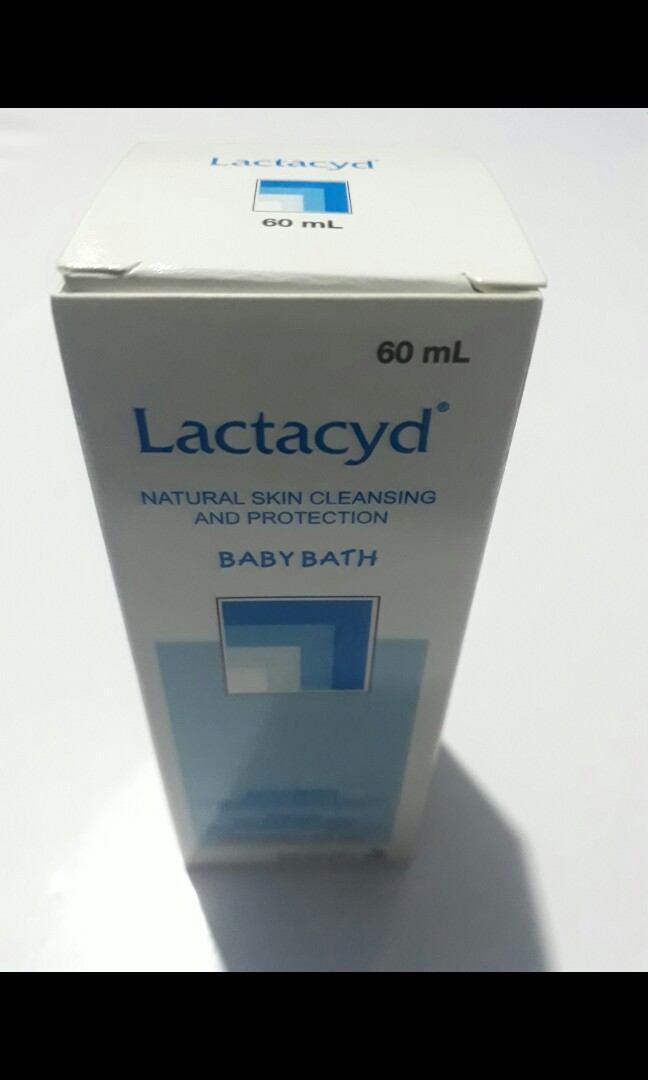 Lactacyd
60 mL
60 mL
Lactacyd®
NATURAL SKIN CLEANSING
AND PROTECTION
BABY BATH